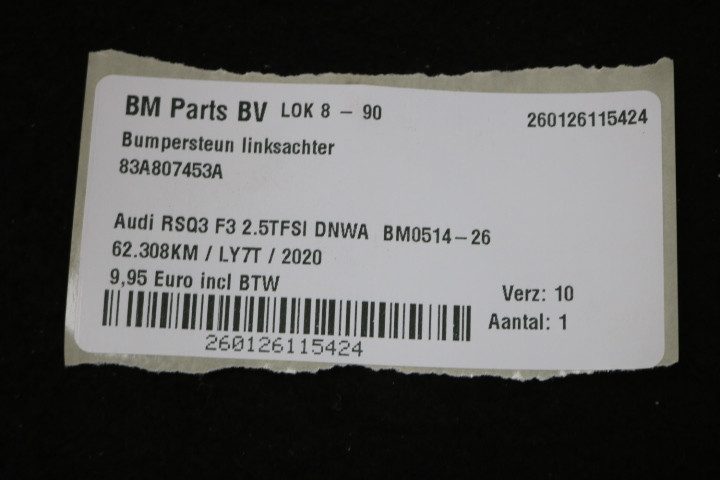 BM Parts BV LOK 8 - 90 260126115424
Bumpersteun linksachter
83A807453A
Audi RSQ3 F3 2.5TFSI DNWA BM0514-26
62.308KM / LY7T / 2020
9,95 Euro incl BTW
Verz: 10
Aantal: 1
260126115424